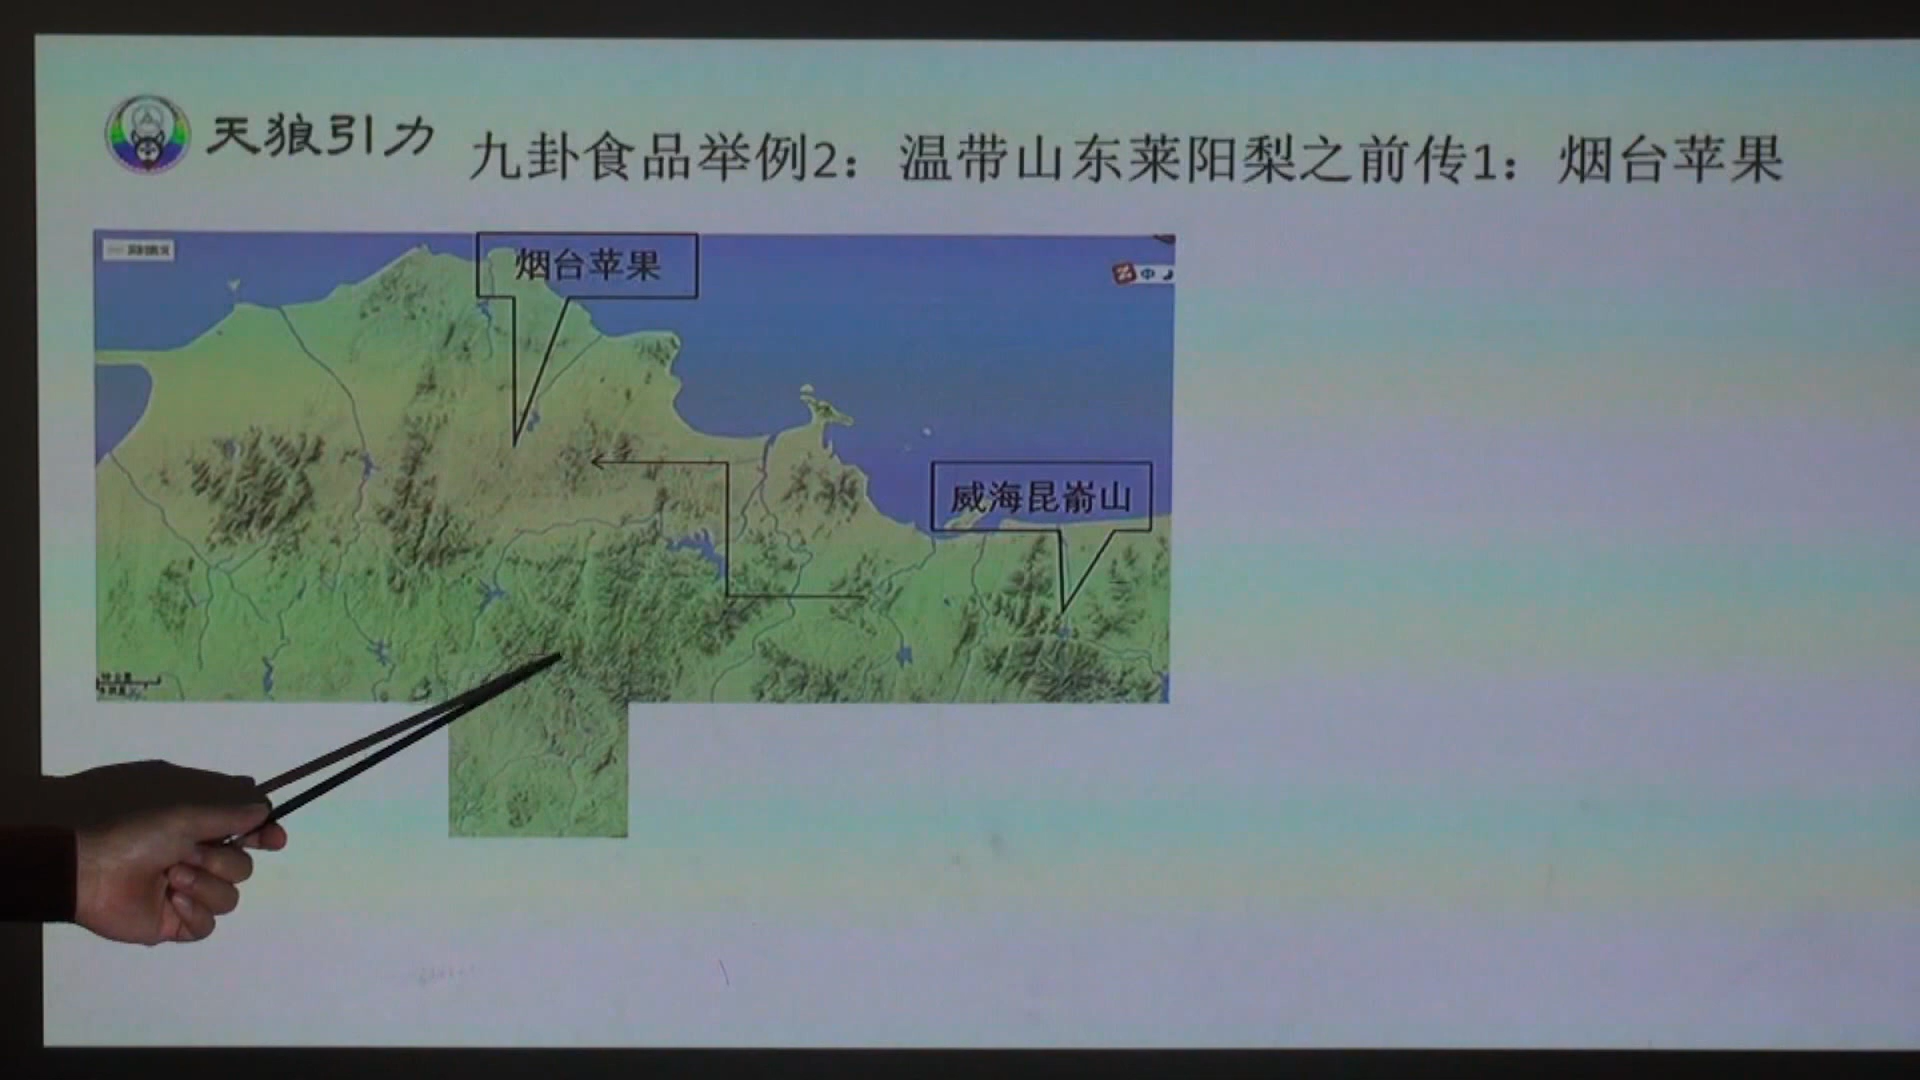 天狼引力
九卦食品举例2：温带山东莱阳梨之前传1：烟台苹果
烟台苹果
中
威海昆嵛山